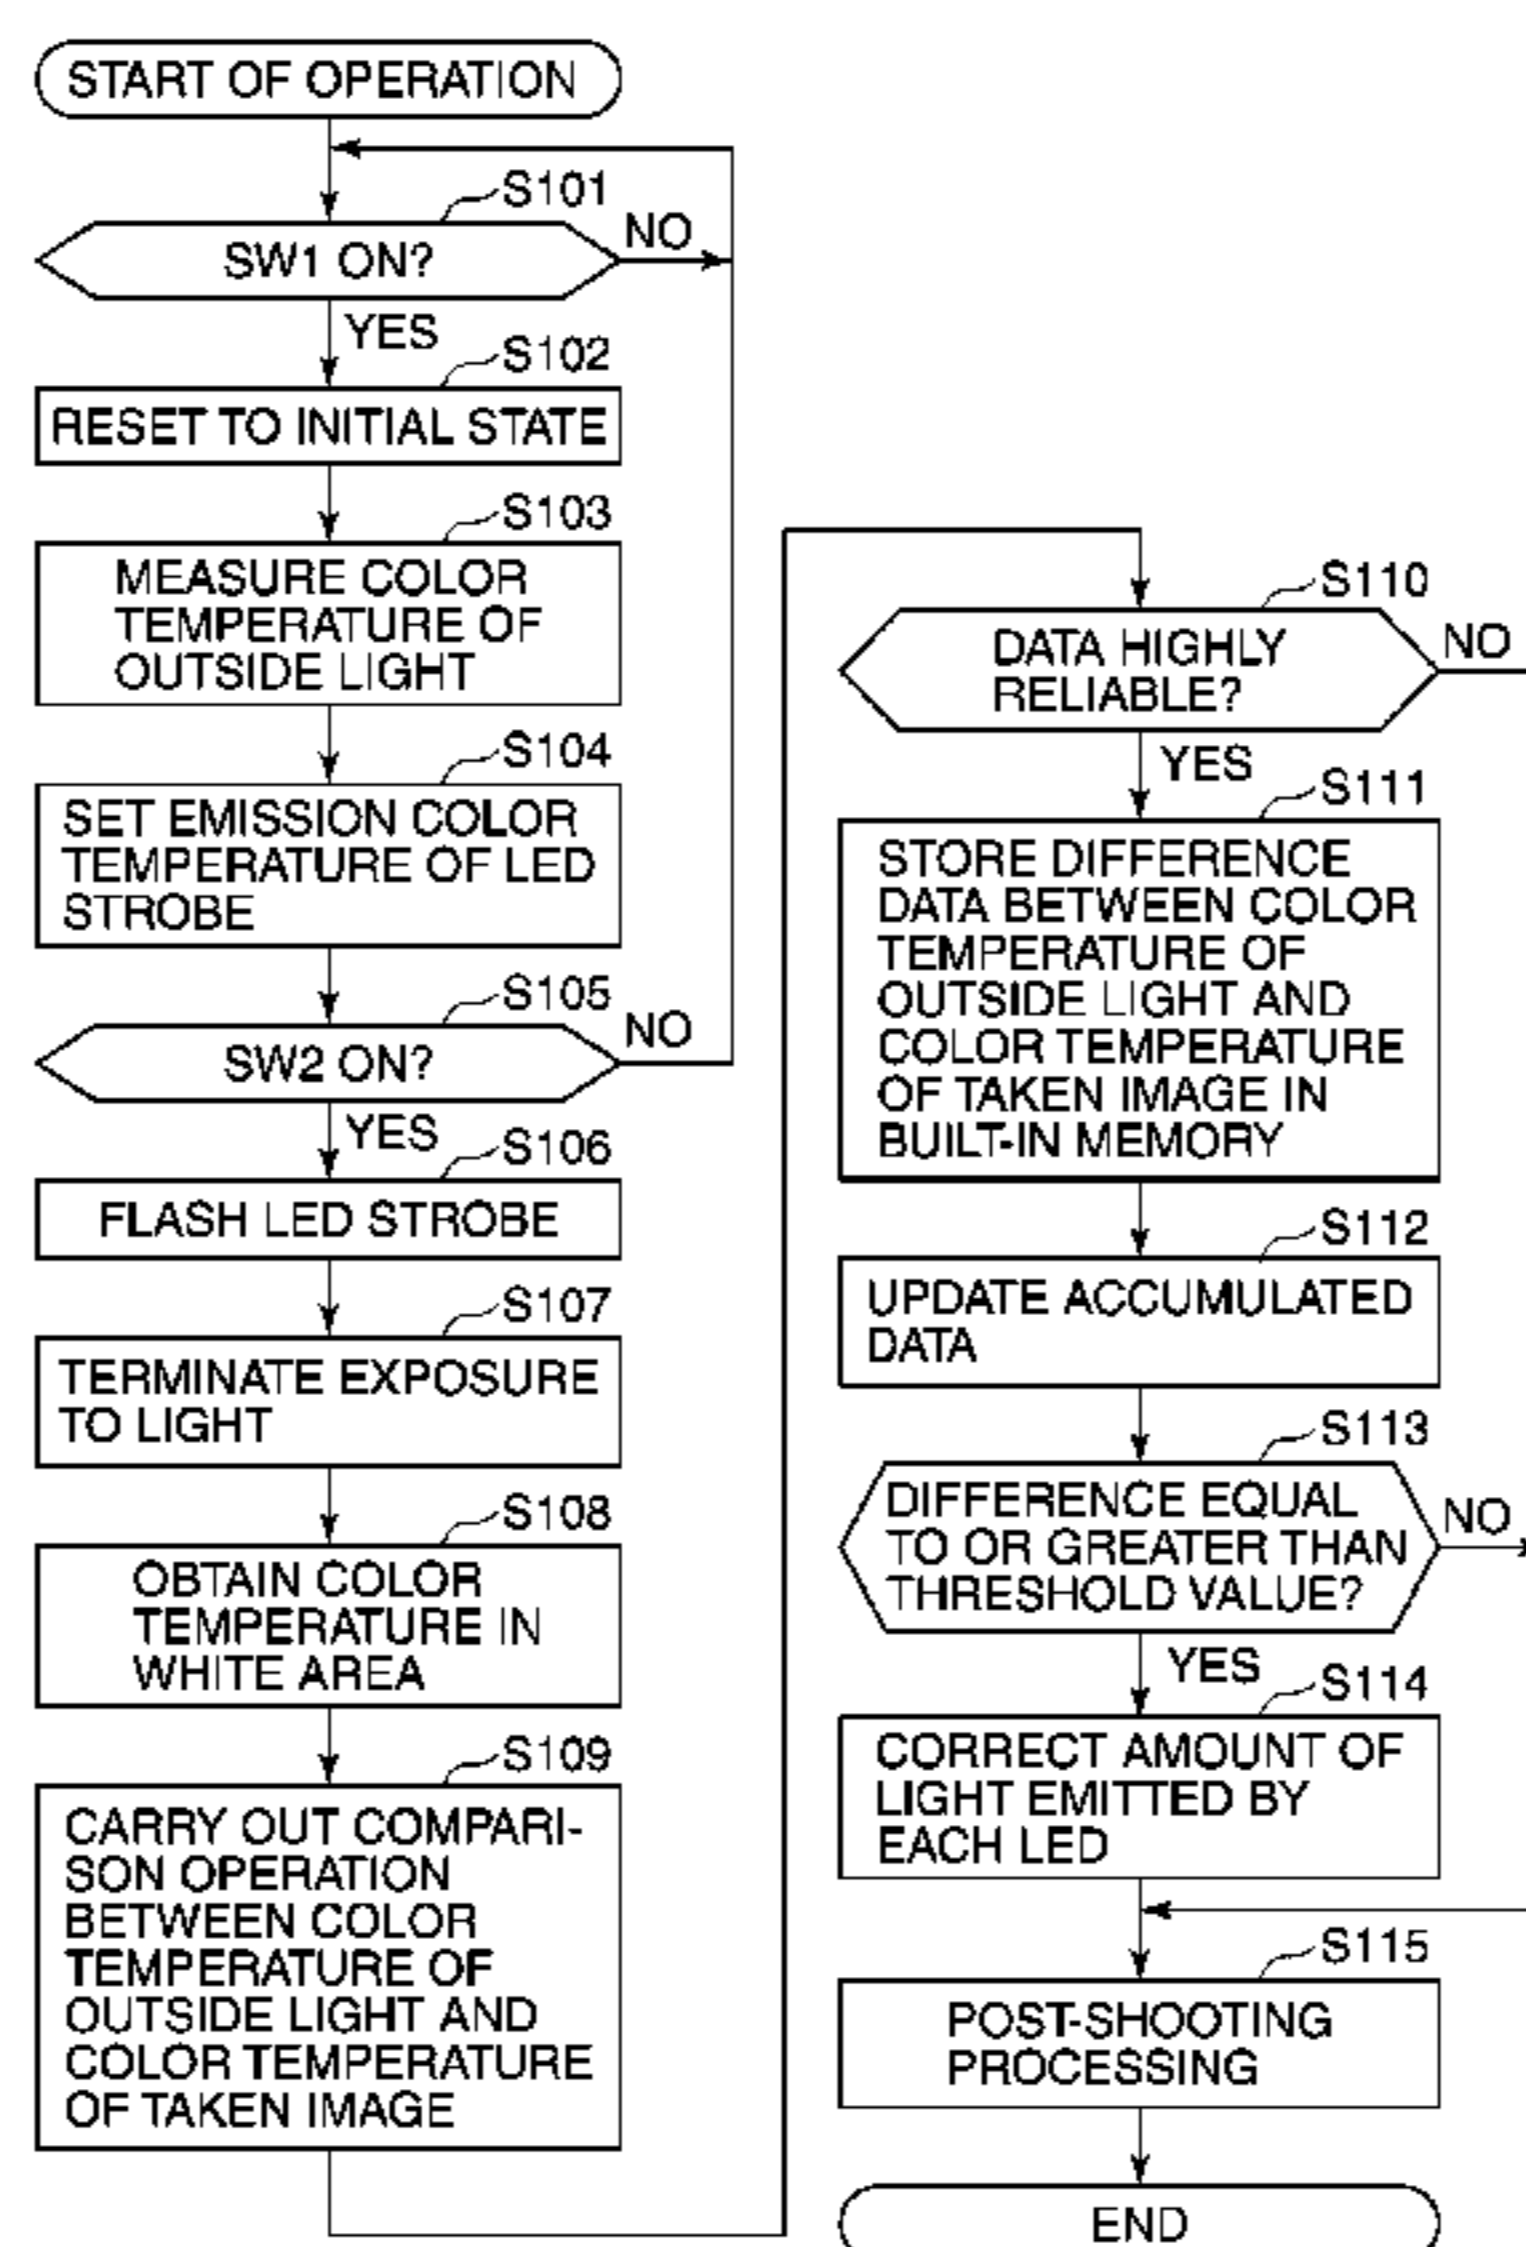 START OF OPERATION
S101
SW1 ON?
NO
YES
S102
RESET TO INITIAL STATE
S103
MEASURE COLOR
TEMPERATURE OF
OUTSIDE LIGHT
S104
SET EMISSION COLOR
TEMPERATURE OF LED
STROBE
S105
SW2 ON?
NO
YES
S106
FLASH LED STROBE
S107
TERMINATE EXPOSURE
TO LIGHT
S108
OBTAIN COLOR
TEMPERATURE IN
WHITE AREA
S109
CARRY OUT COMPARI-
SON OPERATION
BETWEEN COLOR
TEMPERATURE OF
OUTSIDE LIGHT AND
COLOR TEMPERATURE
OF TAKEN IMAGE
S110
DATA HIGHLY
RELIABLE?
NO
YES
S111
STORE DIFFERENCE
DATA BETWEEN COLOR
TEMPERATURE OF
OUTSIDE LIGHT AND
COLOR TEMPERATURE
OF TAKEN IMAGE IN
BUILT-IN MEMORY
S112
UPDATE ACCUMULATED
DATA
S113
DIFFERENCE EQUAL
TO OR GREATER THAN
THRESHOLD VALUE?
NO
YES
S114
CORRECT AMOUNT OF
LIGHT EMITTED BY
EACH LED
S115
POST-SHOOTING
PROCESSING
END